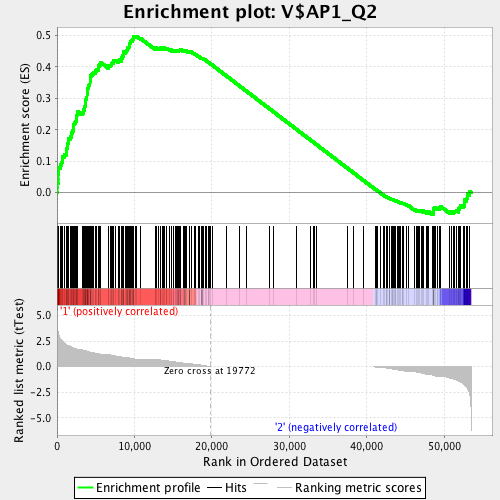 Enrichment plot: V$AP1_Q2
Enrichment score (ES)
0.5
0.4
0.3
0.2
0.1
0.0
'1' (positively correlated)
Ranked list metric (tTest)
5.0
2.5
0.0
-2.5
-5.0
Zero cross at 19772
'2' (negatively correlated)
0
10,000
20,000
30,000
40,000
50,000
Rank in Ordered Dataset
Enrichment profile
Hits
Ranking metric scores